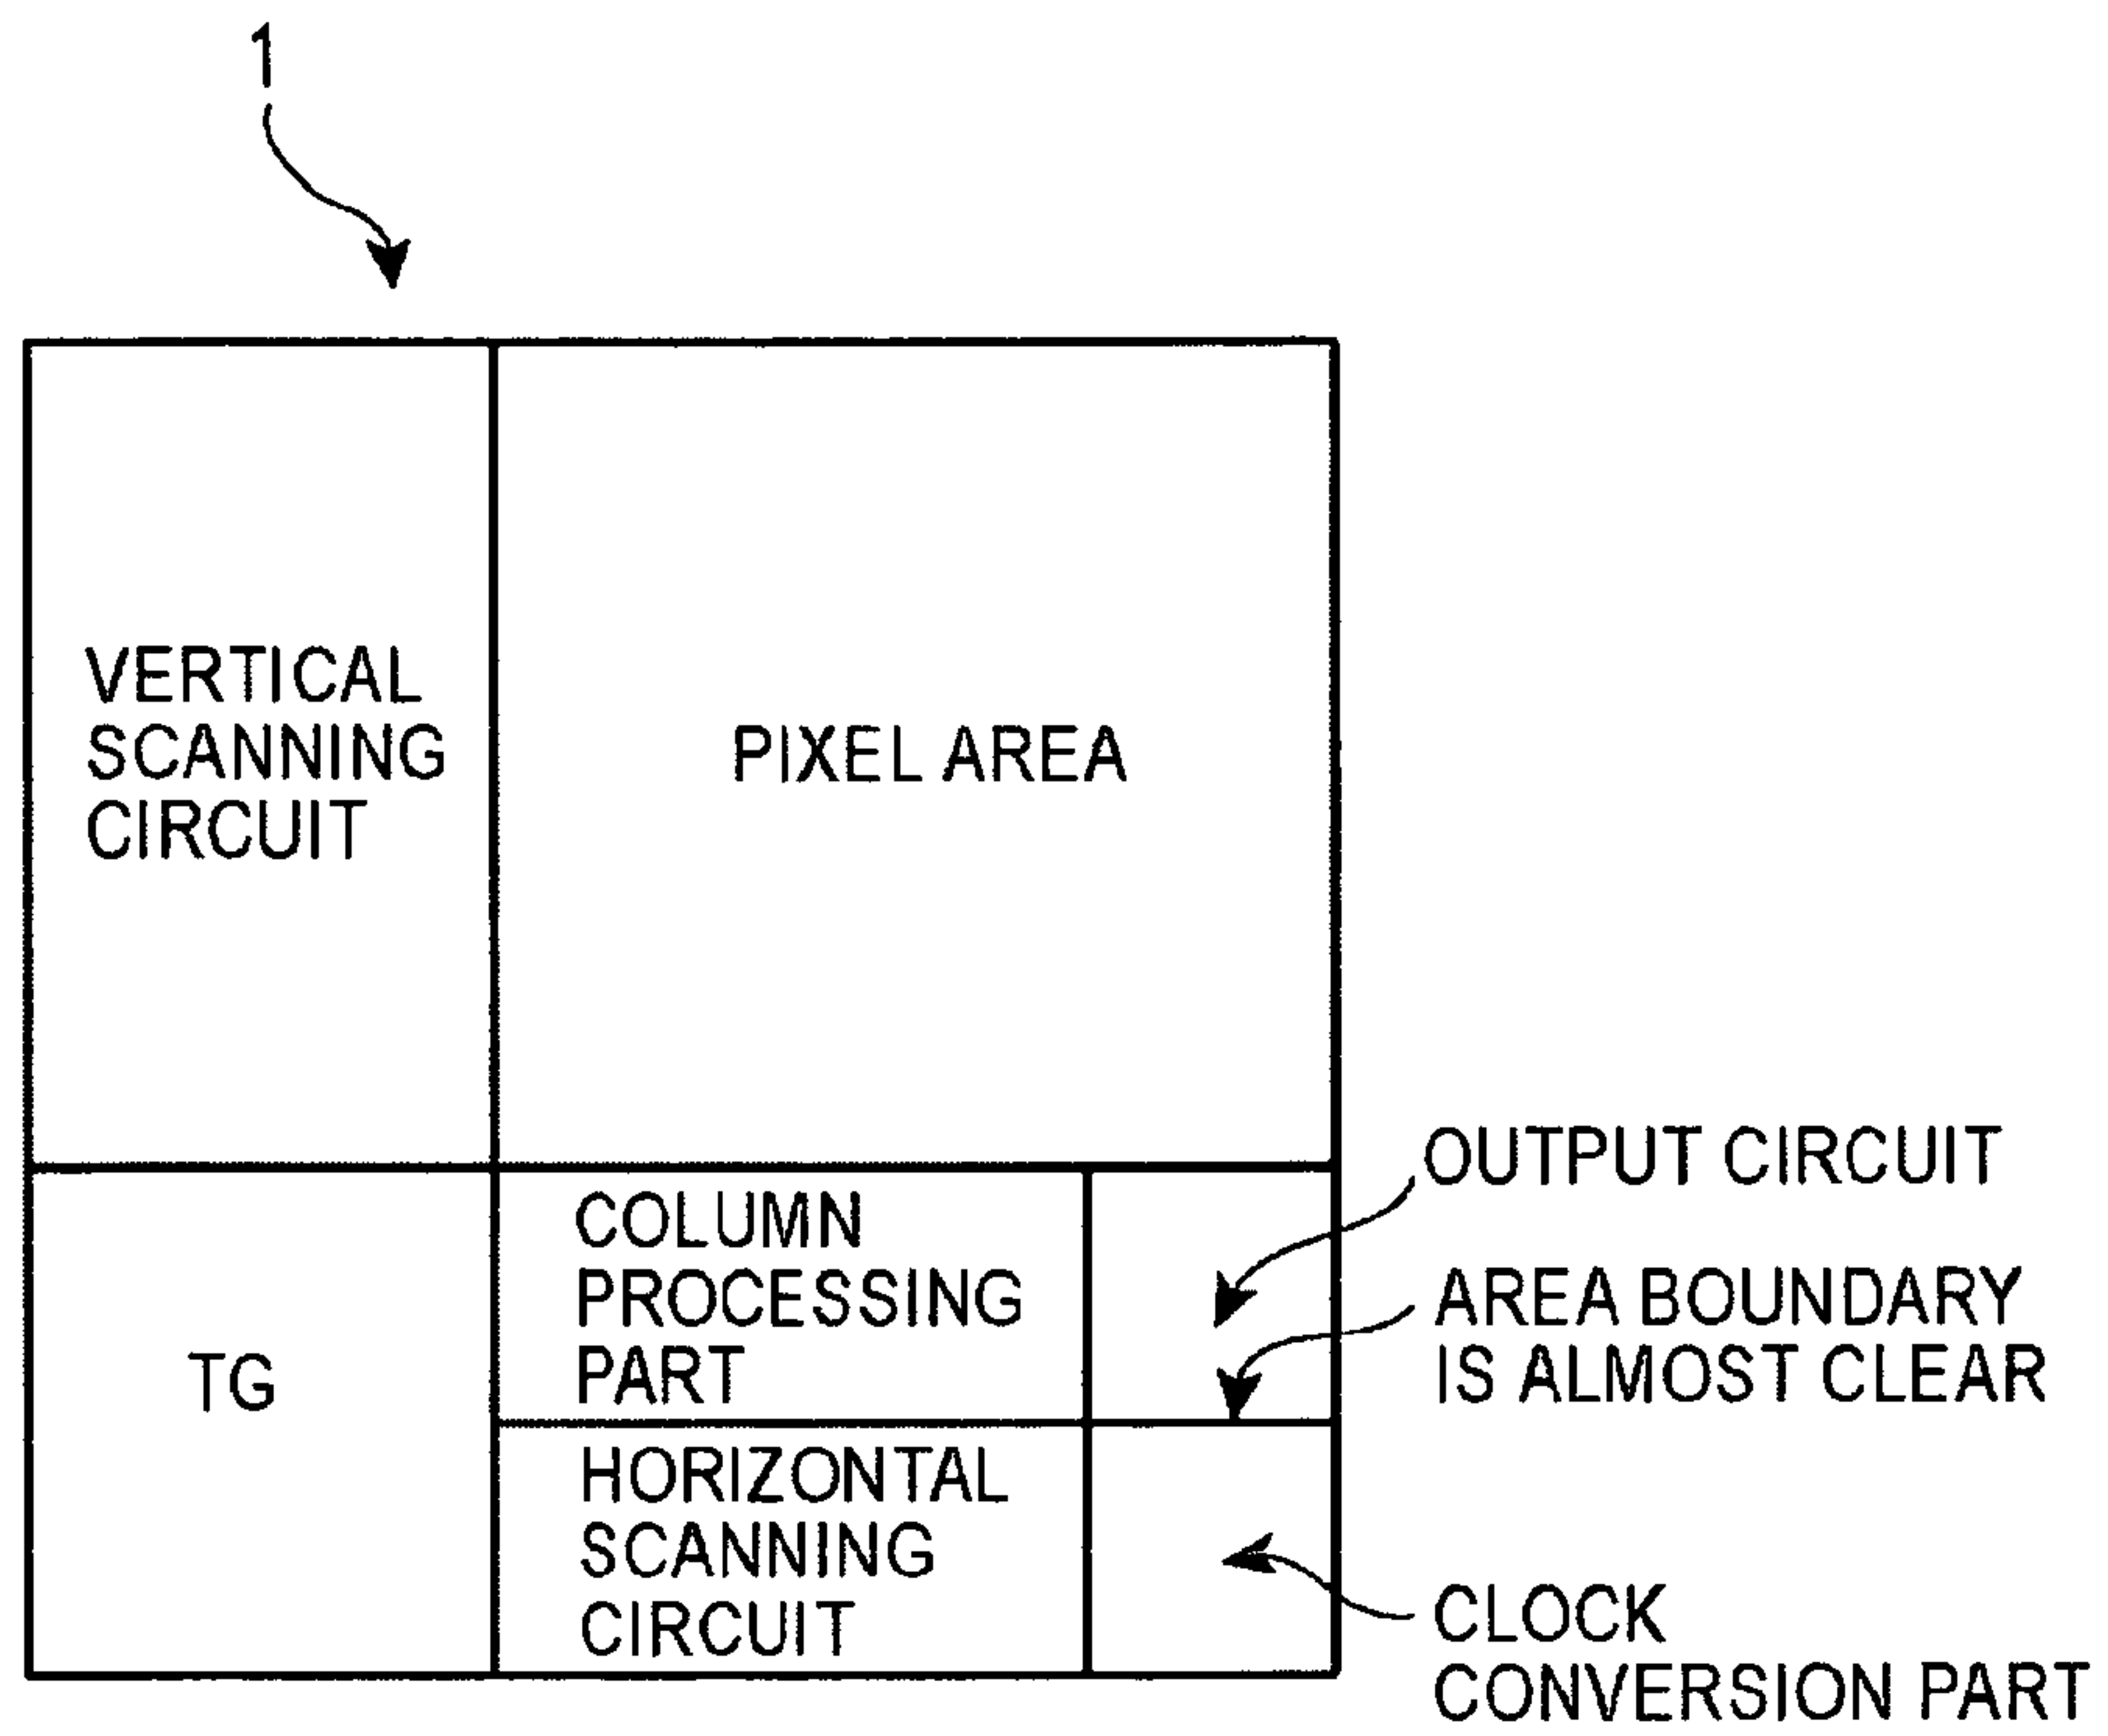 1
VERTICAL
SCANNING
CIRCUIT
PIXEL AREA
OUTPUT CIRCUIT
COLUMN
PROCESSING
PART
AREA BOUNDARY
IS ALMOST CLEAR
TG
HORIZONTAL
SCANNING
CIRCUIT
CLOCK
CONVERSION PART